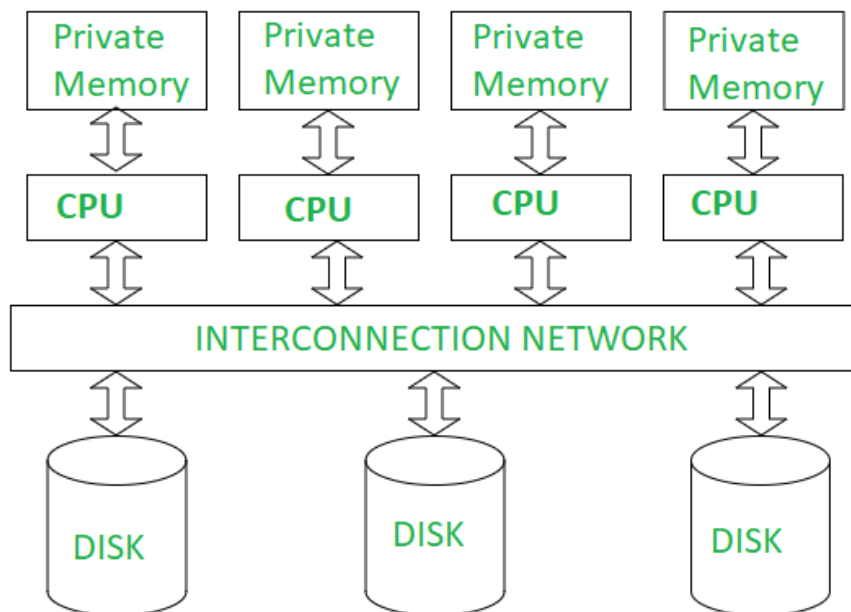 Private
Memory
Private
Memory
Private
Memory
Private
Memory
CPU
CPU
CPU
CPU
INTERCONNECTION NETWORK
DISK
DISK
DISK